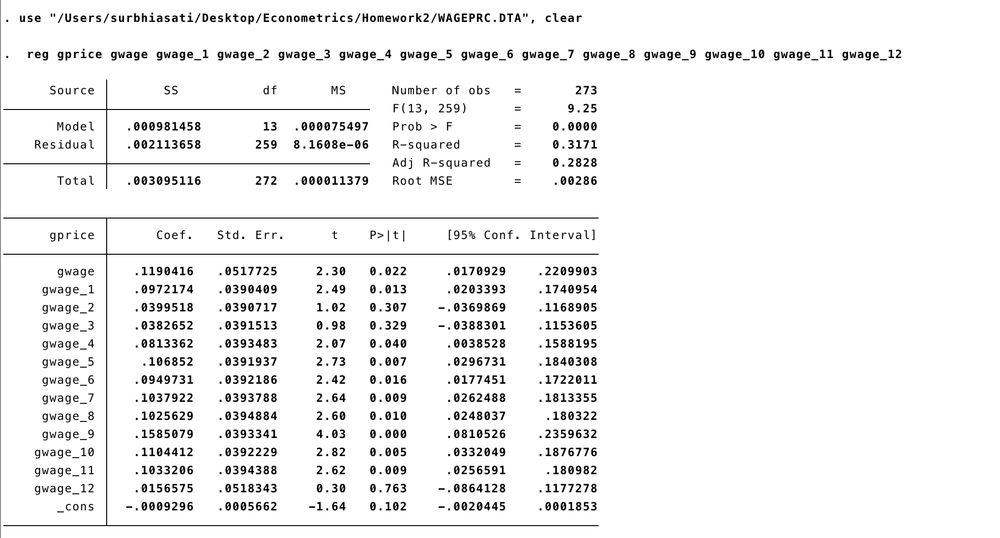 . use "/Users/surbhiasati/Desktop/Econometrics/Homework2/WAGEPRC.DTA", clear
.  reg gprice gwage gwage_1 gwage_2 gwage_3 gwage_4 gwage_5 gwage_6 gwage_7 gwage_8 gwage_9 gwage_10 gwage_11 gwage_12
Source SS df MS Number of obs = 273
F(13, 259) = 9.25
Model .000981458 13 .000075497 Prob > F = 0.0000
Residual .002113658 259 8.1608e−06 R−squared = 0.3171
Adj R−squared = 0.2828
Total .003095116 272 .000011379 Root MSE = .00286
gprice Coef. Std. Err. t P>|t| [95% Conf. Interval]
gwage .1190416 .0517725 2.30 0.022 .0170929 .2209903
gwage_1 .0972174 .0390409 2.49 0.013 .0203393 .1740954
gwage_2 .0399518 .0390717 1.02 0.307 −.0369869 .1168905
gwage_3 .0382652 .0391513 0.98 0.329 −.0388301 .1153605
gwage_4 .0813362 .0393483 2.07 0.040 .0038528 .1588195
gwage_5 .106852 .0391937 2.73 0.007 .0296731 .1840308
gwage_6 .0949731 .0392186 2.42 0.016 .0177451 .1722011
gwage_7 .1037922 .0393788 2.64 0.009 .0262488 .1813355
gwage_8 .1025629 .0394884 2.60 0.010 .0248037 .180322
gwage_9 .1585079 .0393341 4.03 0.000 .0810526 .2359632
gwage_10 .1104412 .0392229 2.82 0.005 .0332049 .1876776
gwage_11 .1033206 .0394388 2.62 0.009 .0256591 .180982
gwage_12 .0156575 .0518343 0.30 0.763 −.0864128 .1177278
_cons −.0009296 .0005662 −1.64 0.102 −.0020445 .0001853